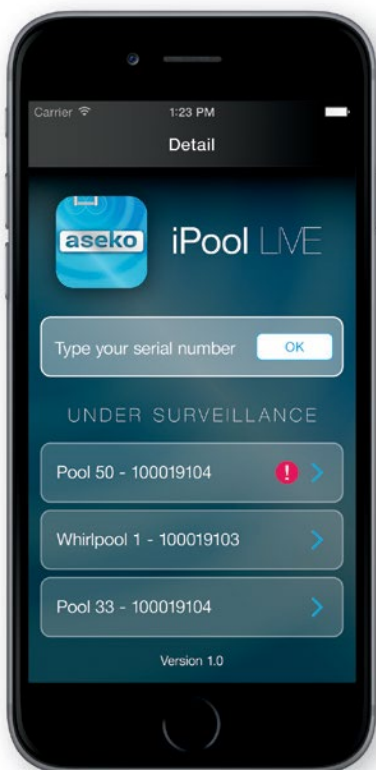 Carrier 1:23 PM
Detail
aseko iPool LIVE
Type your serial number OK
UNDER SURVEILLANCE
Pool 50 - 100019104 !
Whirlpool 1 - 100019103
Pool 33 - 100019104
Version 1.0